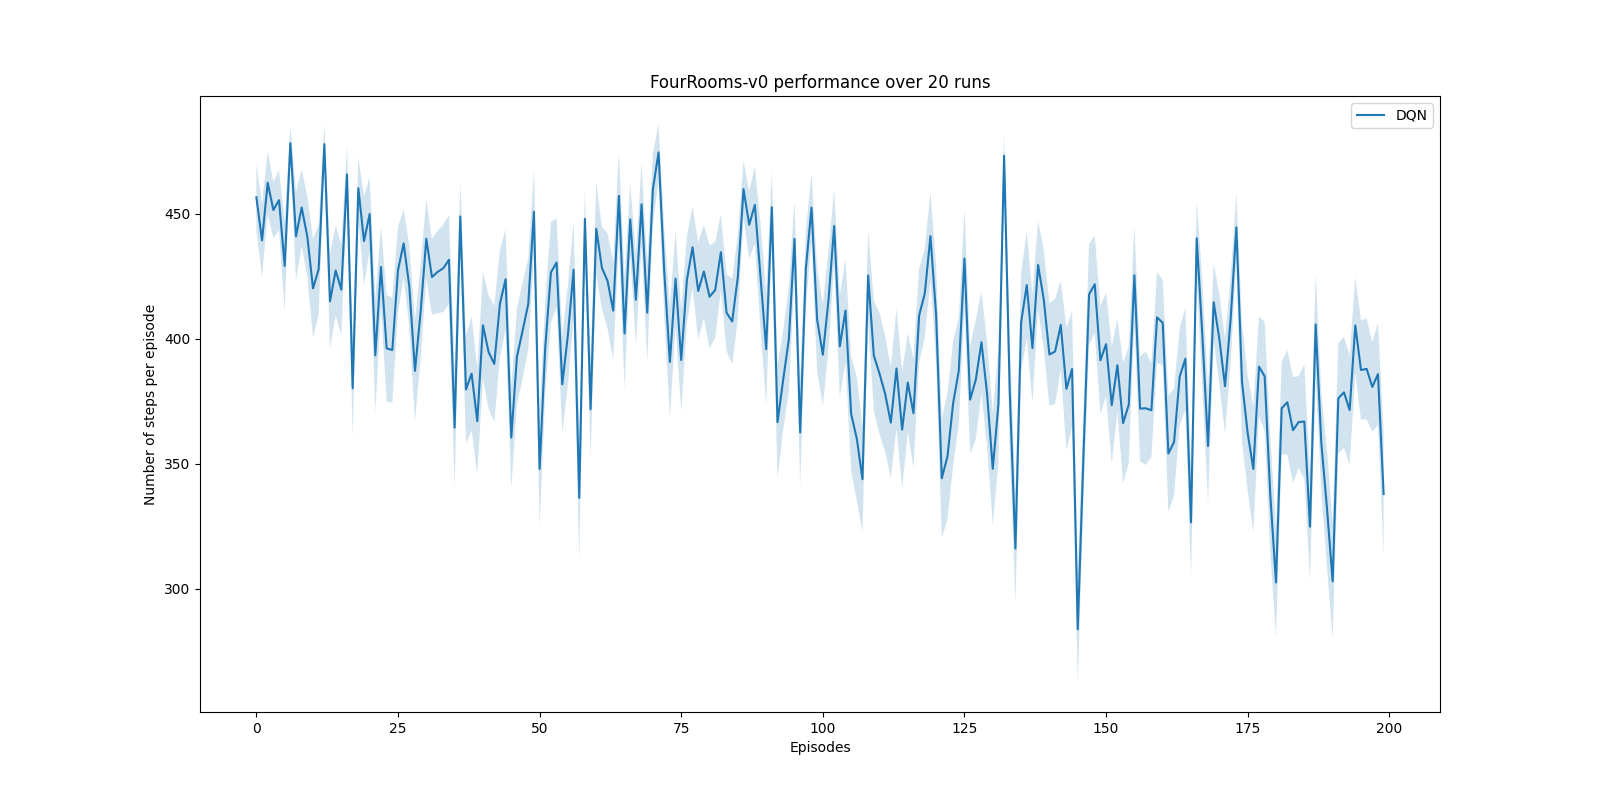 FourRooms-v0 performance over 20 runs
DQN
Number of steps per episode
450
400
350
300
0 25 50 75 100 125 150 175 200
Episodes